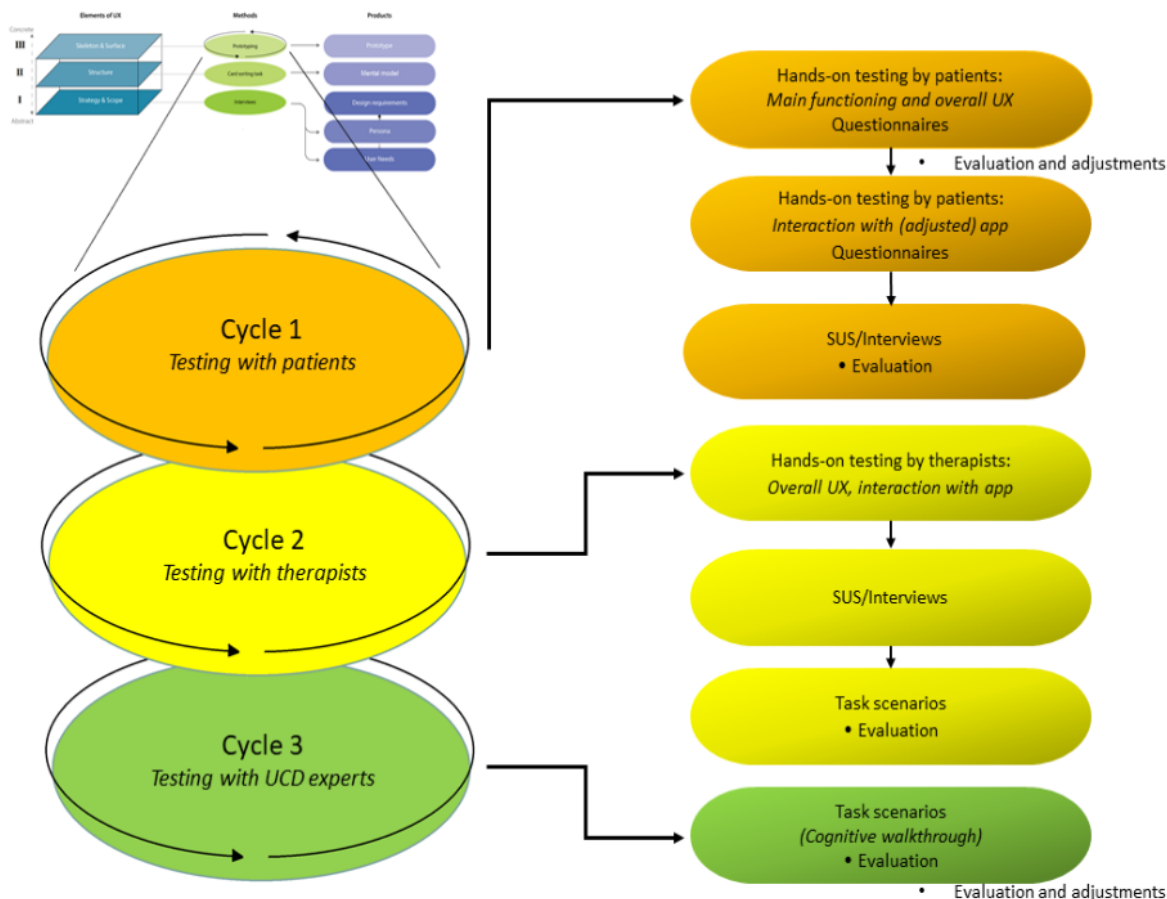 Elements of UX
Methods
Products
Concrete
III
II
I
Abstract
Skeleton & Surface
Structure
Strategy & Scope
Prototyping
Card sorting task
Interviews
Prototype
Mental model
Design requirements
Persona
User Needs
Cycle 1
Testing with patients
Cycle 2
Testing with therapists
Cycle 3
Testing with UCD experts
Hands-on testing by patients:
Main functioning and overall UX
Questionnaires
• Evaluation and adjustments
Hands-on testing by patients:
Interaction with (adjusted) app
Questionnaires
SUS/Interviews
• Evaluation
Hands-on testing by therapists:
Overall UX, interaction with app
SUS/Interviews
Task scenarios
• Evaluation
Task scenarios
(Cognitive walkthrough)
• Evaluation
• Evaluation and adjustments